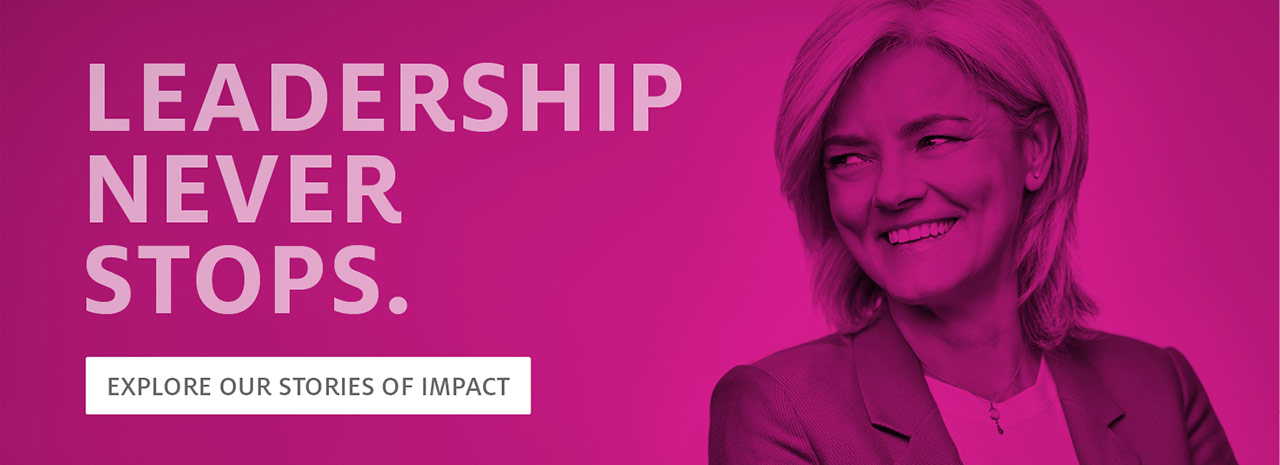 LEADERSHIP
NEVER
STOPS.
EXPLORE OUR STORIES OF IMPACT